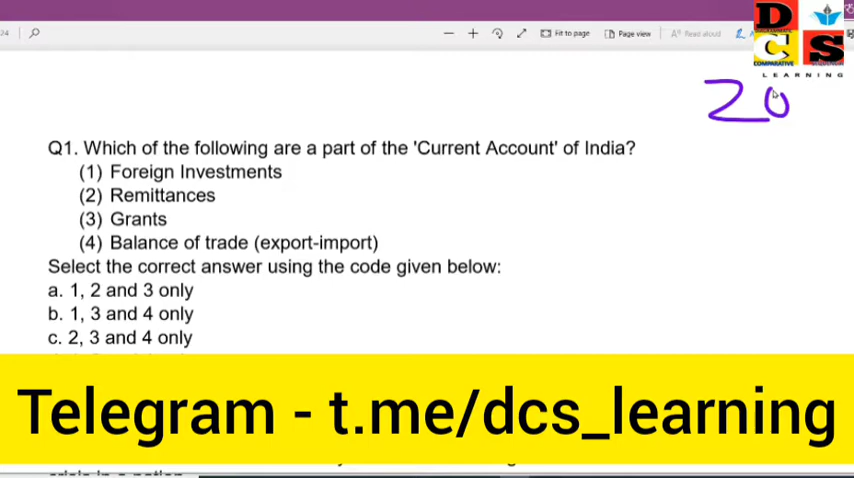 24
Fit to page
Page view
Read aloud
D
C S
COMPARATIVE
LEARNING
20
Q1. Which of the following are a part of the 'Current Account' of India?
(1) Foreign Investments
(2) Remittances
(3) Grants
(4) Balance of trade (export-import)
Select the correct answer using the code given below:
a. 1, 2 and 3 only
b. 1, 3 and 4 only
c. 2, 3 and 4 only
Telegram - t.me/dcs_learning